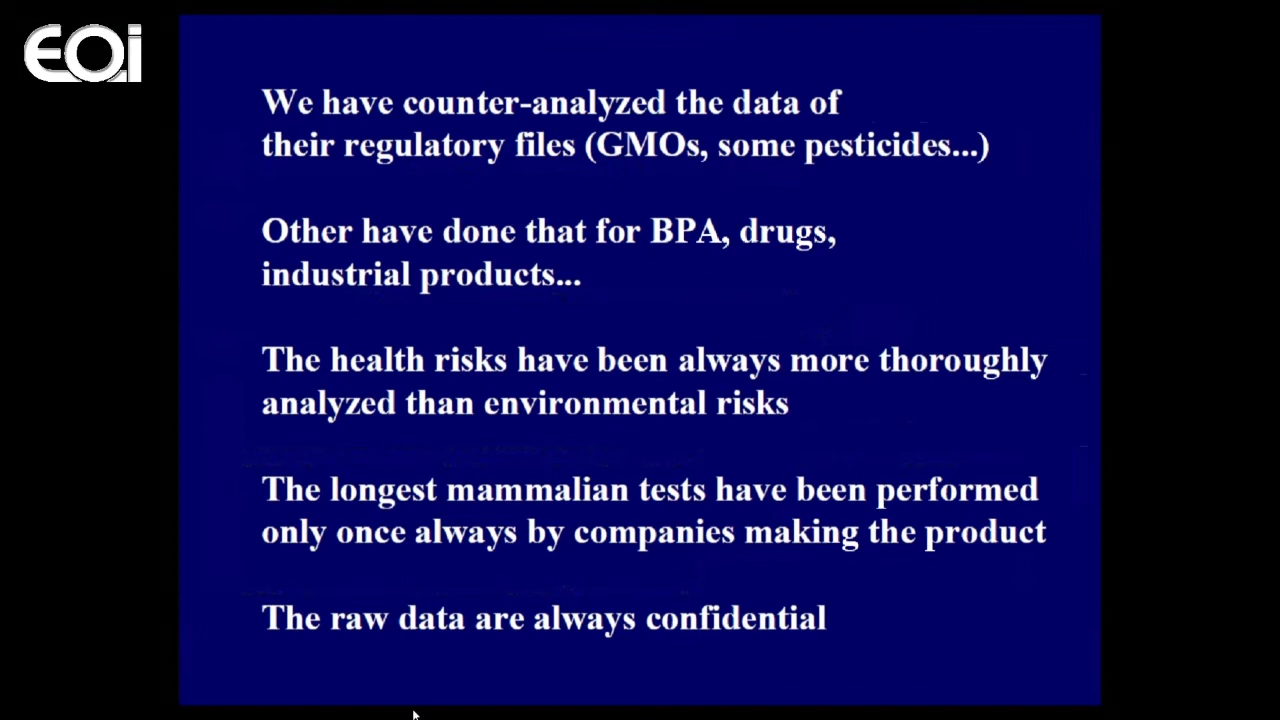 EOi
We have counter-analyzed the data of
their regulatory files (GMOs, some pesticides...)
Other have done that for BPA, drugs,
industrial products...
The health risks have been always more thoroughly
analyzed than environmental risks
The longest mammalian tests have been performed
only once always by companies making the product
The raw data are always confidential